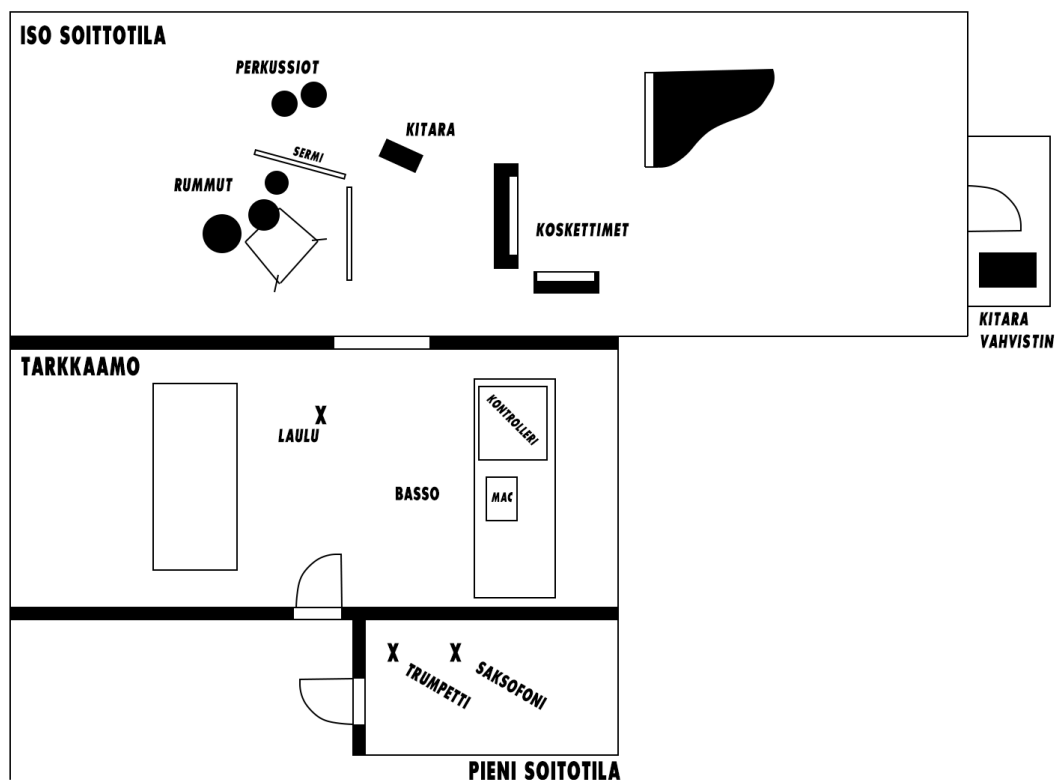 ISO SOITTOTILA
PERKUSSIOT
KITARA
SERMI
RUMMUT
KOSKETTIMET
KITARA
VAHVISTIN
TARKKAAMO
LAULU
KONTROLLERI
BASSO
MAC
X
X
X
TRUMPETTI
SAKSOFONI
PIENI SOITOTILA